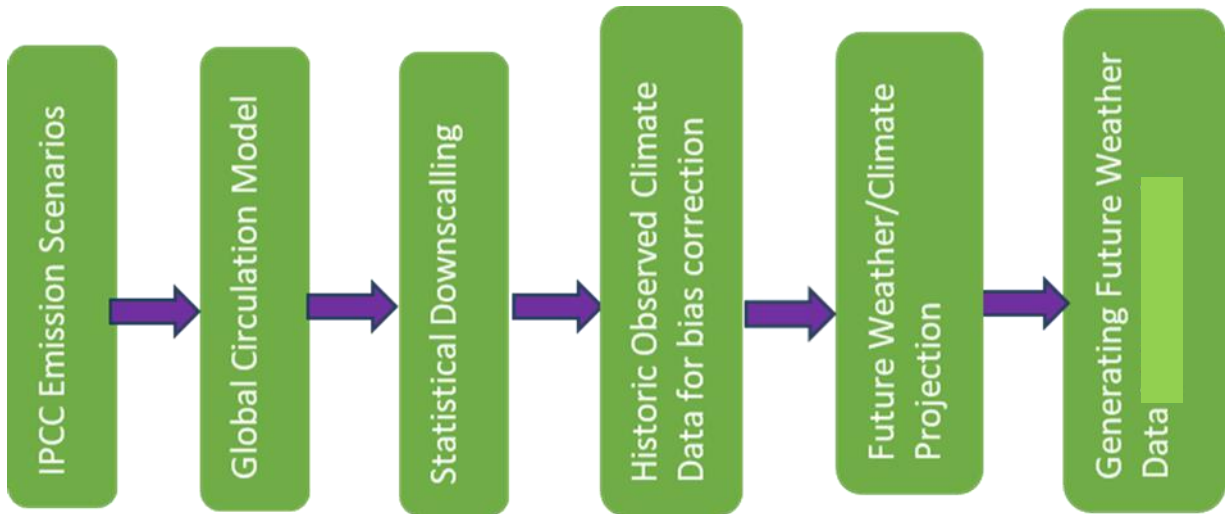 IPCC Emission Scenarios
Global Circulation Model
Statistical Downscalling
Historic Observed Climate
Data for bias correction
Future Weather/Climate
Projection
Generating Future Weather
Data